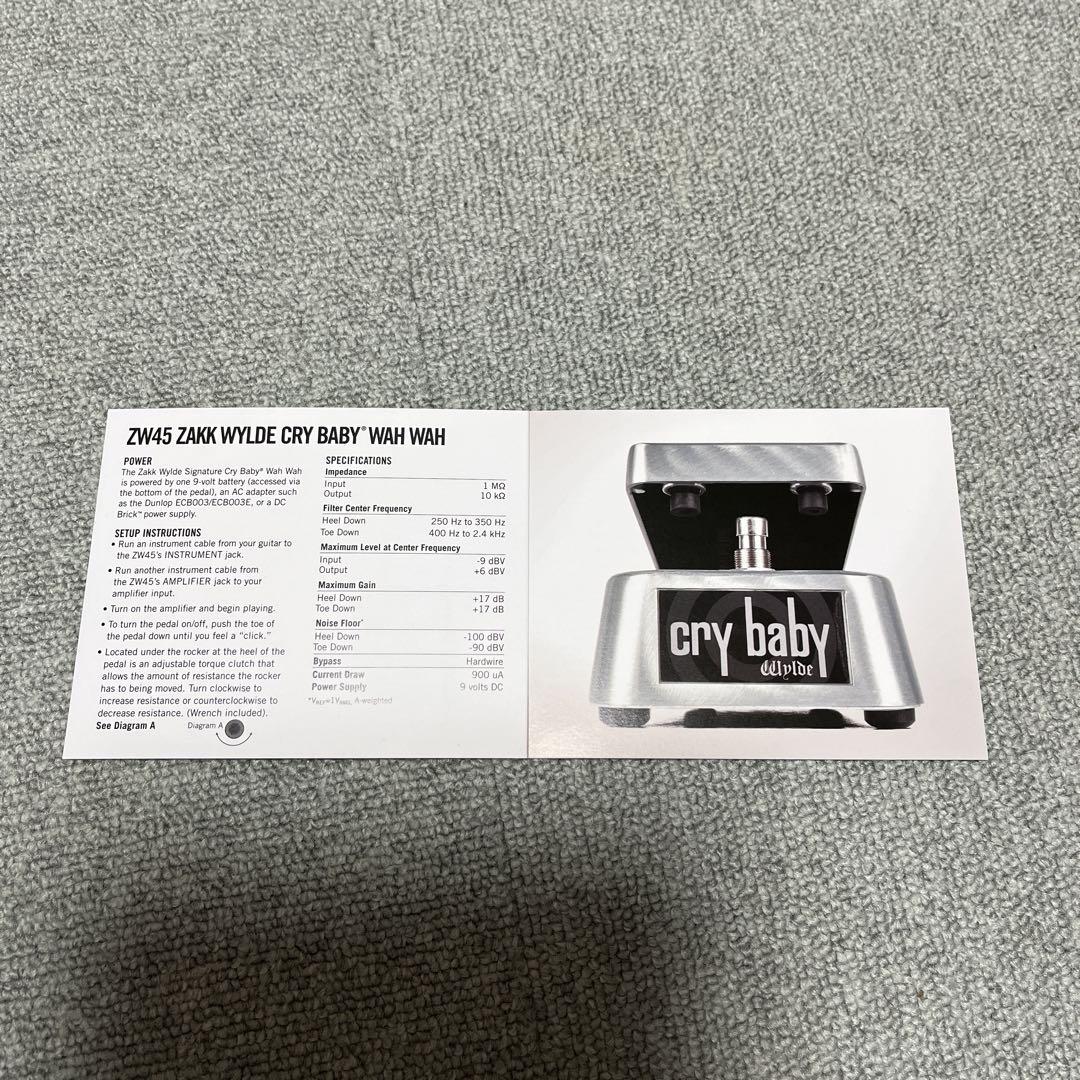 ZW45 ZAKK WYLDE CRY BABY® WAH WAH
POWER
The Zakk Wylde Signature Cry Baby® Wah Wah
is powered by one 9-volt battery (accessed via
the bottom of the pedal), an AC adapter such
as the Dunlop ECB003/ECB003E, or a DC
Brick™ power supply.
SETUP INSTRUCTIONS
• Run an instrument cable from your guitar to
the ZW45's INSTRUMENT jack.
• Run another instrument cable from
the ZW45's AMPLIFIER jack to your
amplifier input.
• Turn on the amplifier and begin playing.
• To turn the pedal on/off, push the toe of
the pedal down until you feel a “click.”
• Located under the rocker at the heel of the
pedal is an adjustable torque clutch that
allows the amount of resistance the rocker
has to being moved. Turn clockwise to
increase resistance or counterclockwise to
decrease resistance. (Wrench included).
See Diagram A
Diagram A
SPECIFICATIONS
Impedance
Input 1 MΩ
Output 10 kΩ
Filter Center Frequency
Heel Down 250 Hz to 350 Hz
Toe Down 400 Hz to 2.4 kHz
Maximum Level at Center Frequency
Input -9 dBV
Output +6 dBV
Maximum Gain
Heel Down +17 dB
Toe Down +17 dB
Noise Floor*
Heel Down -100 dBV
Toe Down -90 dBV
Bypass Hardwire
Current Draw 900 uA
Power Supply 9 volts DC
*VREF=1VRMS, A-weighted
cry baby
Wylde